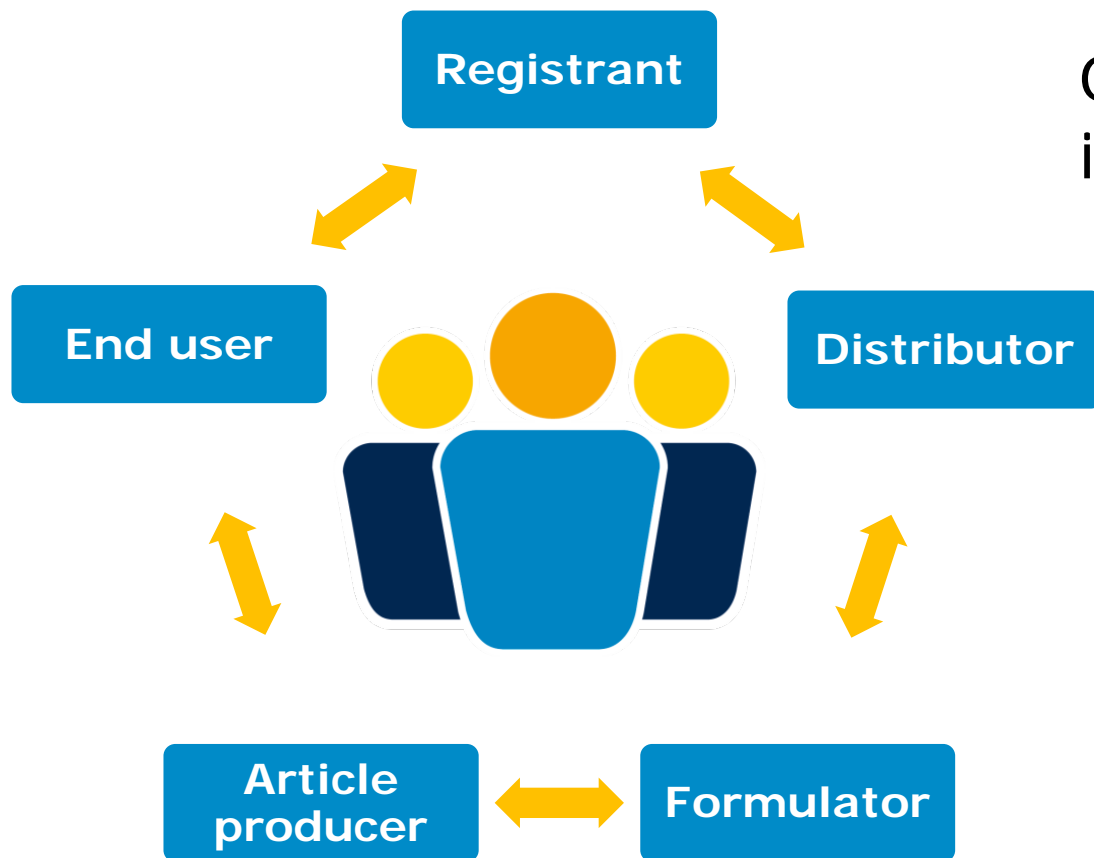 Registrant
End user
Distributor
Article
producer
Formulator